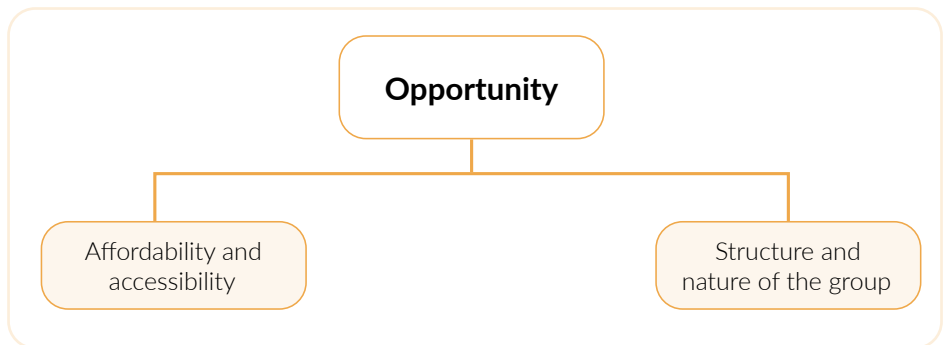 Opportunity
Affordability and
accessibility
Structure and
nature of the group